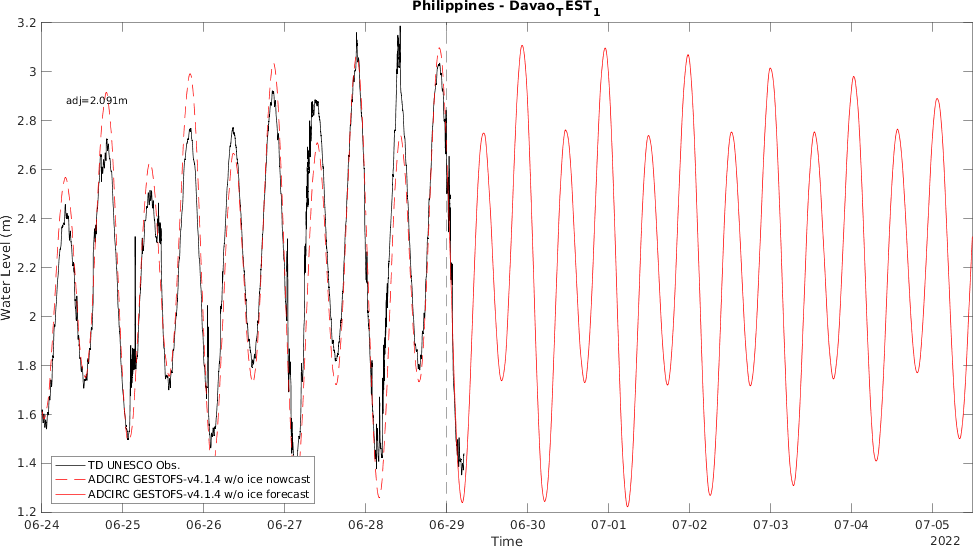 Philippines - Davao_TEST_1
3.2
3
2.8
2.6
2.4
2.2
2
1.8
1.6
1.4
1.2
Water Level (m)
adj=2.091m
TD UNESCO Obs.
ADCIRC GESTOFS-v4.1.4 w/o ice nowcast
ADCIRC GESTOFS-v4.1.4 w/o ice forecast
06-24 06-25 06-26 06-27 06-28 06-29 06-30 07-01 07-02 07-03 07-04 07-05
Time
2022